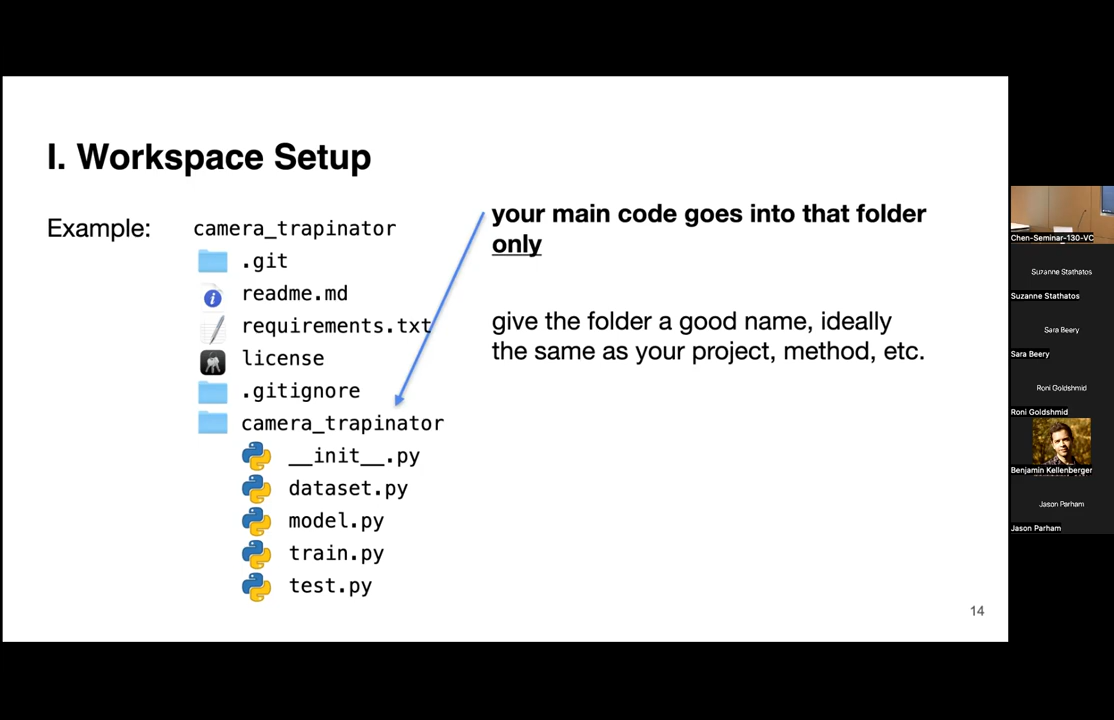 I. Workspace Setup
Example:
camera_trapinator
.git
readme.md
requirements.txt
license
.gitignore
camera_trapinator
__init__.py
dataset.py
model.py
train.py
test.py
your main code goes into that folder
only
give the folder a good name, ideally
the same as your project, method, etc.
14
Chen-Seminar-130-VC
Suzanne Stathatos
Suzanne Stathatos
Sara Beery
Sara Beery
Roni Goldshmid
Roni Goldshmid
Benjamin Kellenberger
Jason Parham
Jason Parham